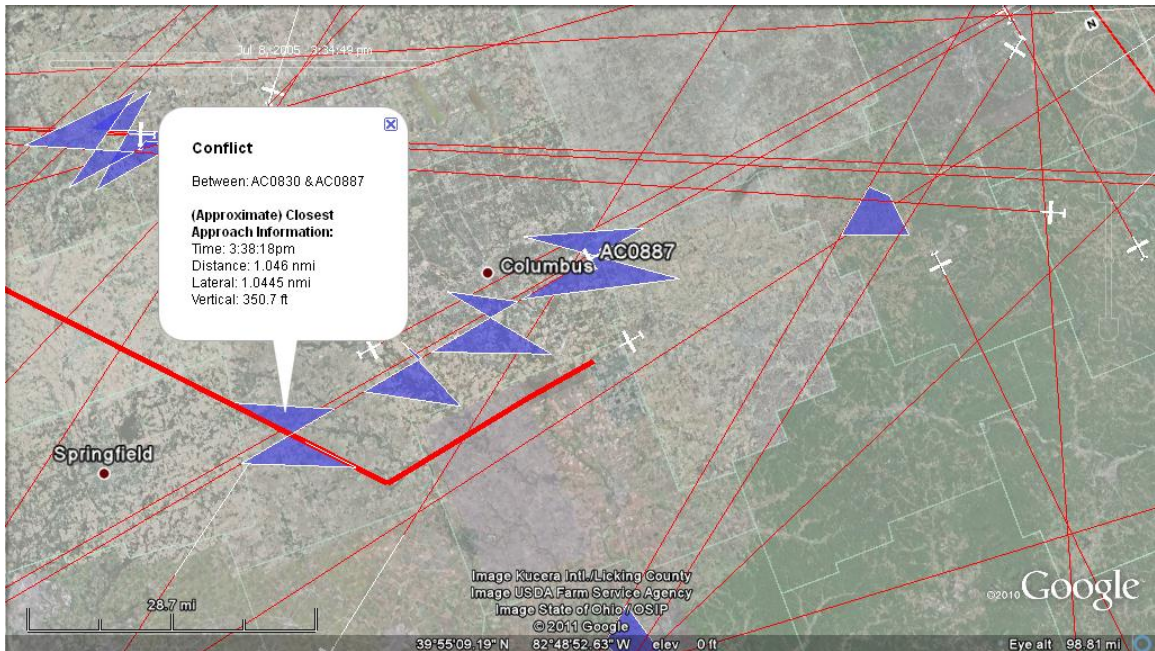 Jul 8, 2005 3:34:49 pm
N
Conflict
Between: AC0830 & AC0887
(Approximate) Closest
Approach Information:
Time: 3:38:18pm
Distance: 1.046 nmi
Lateral: 1.0445 nmi
Vertical: 350.7 ft
AC0887
Columbus
Springfield
28.7 mi
Image Kucera Intl./Licking County
Image USDA Farm Service Agency
Image State of Ohio / OSIP
© 2011 Google
©2010 Google
39°55'09.19" N 82°48'52.63" W elev 0 ft Eye alt 98.81 mi